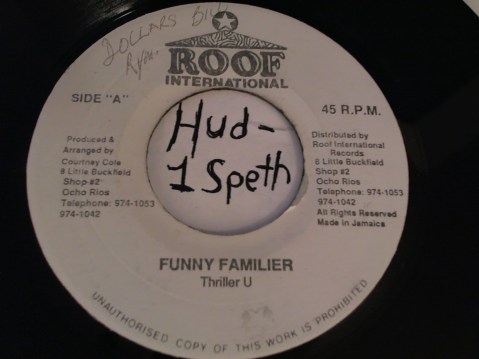 DOLLARS Bill
Rym
ROOF
INTERNATIONAL
SIDE "A"
45 R.P.M.
Hud-
1 Speth
Produced &
Arranged by
Courtney Cole
8 Little Buckfield
Shop #2
Ocho Rios
Telephone: 974-1053
974-1042
Distributed by
Roof International
Records
8 Little Buckfield
Shop #2
Ocho Rios
Telephone: 974-1053
974-1042
All Rights Reserved
Made in Jamaica
FUNNY FAMILIER
Thriller U
UNAUTHORISED COPY OF THIS WORK IS PROHIBITED